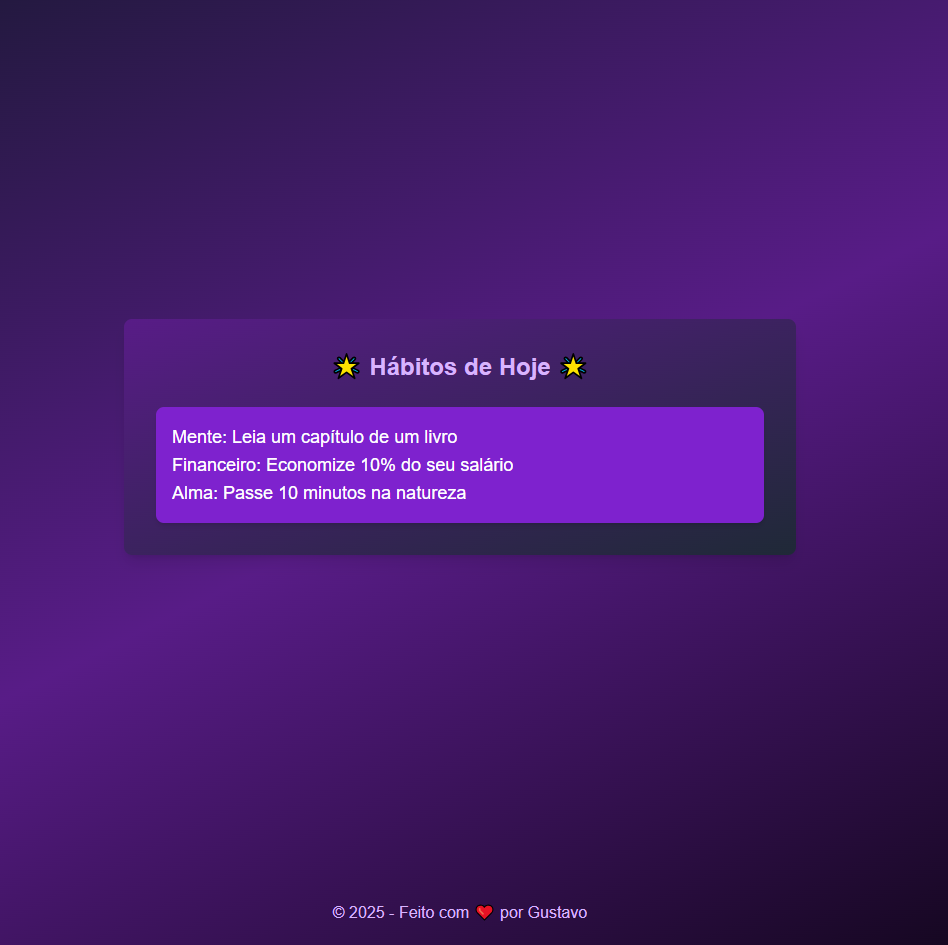 🌟 Hábitos de Hoje 🌟
Mente: Leia um capítulo de um livro
Financeiro: Economize 10% do seu salário
Alma: Passe 10 minutos na natureza
© 2025 - Feito com ❤️ por Gustavo